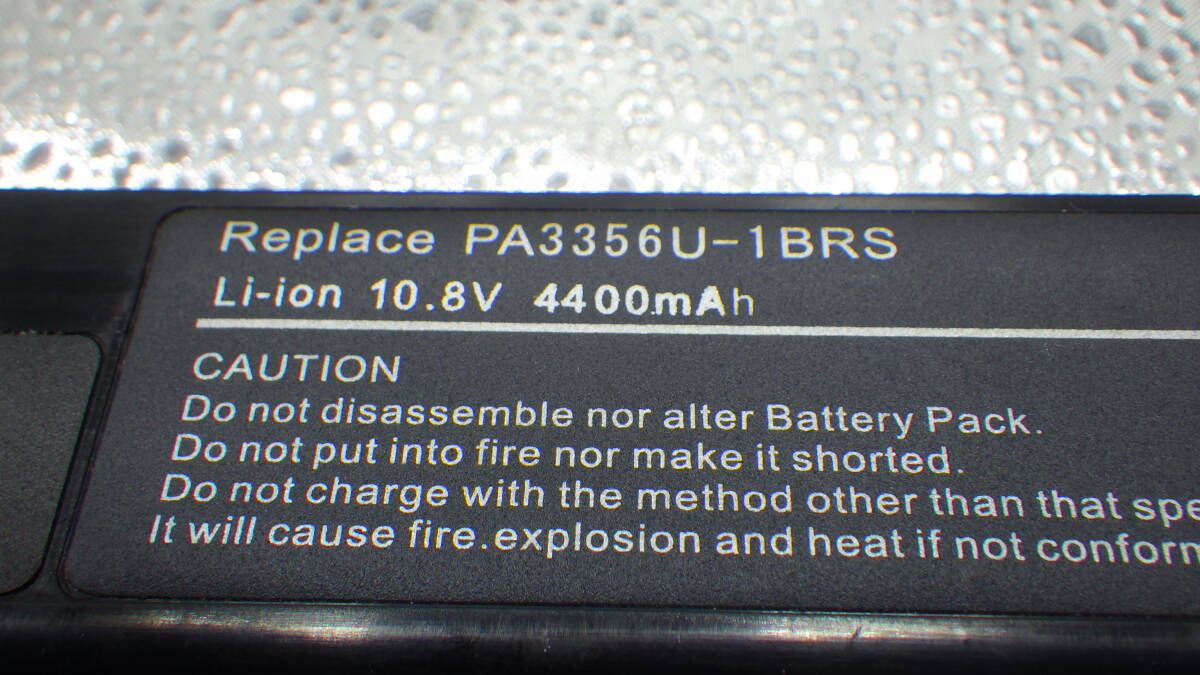 Replace PA3356U-1BRS
Li-ion 10.8V 4400mAh
CAUTION
Do not disassemble nor alter Battery Pack.
Do not put into fire nor make it shorted.
Do not charge with the method other than that
It will cause fire.explosion and heat if not